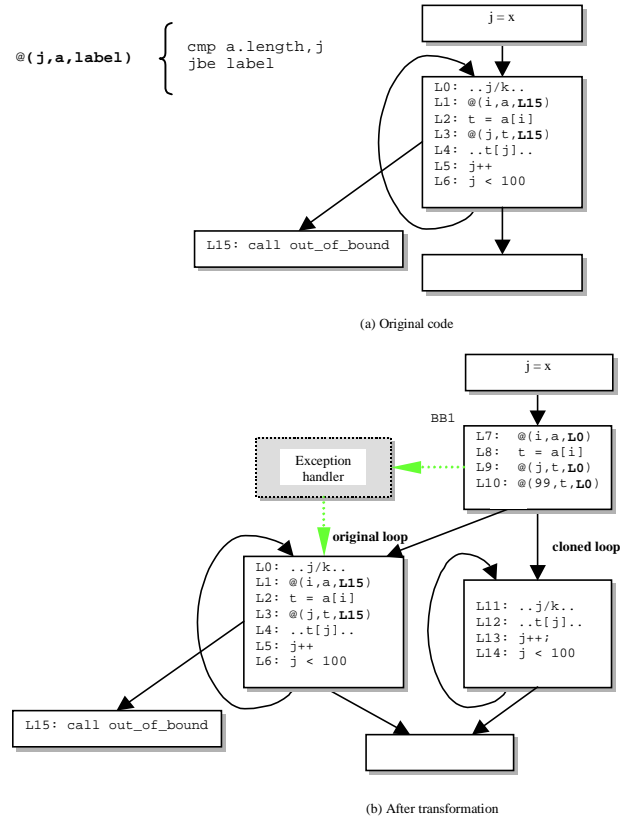 @(j,a,label)
cmp a.length,j
jbe label
j = x
L0: ..j/k..
L1: @(i,a,L15)
L2: t = a[i]
L3: @(j,t,L15)
L4: ..t[j]..
L5: j++
L6: j < 100
L15: call out_of_bound
(a) Original code
j = x
BB1
L7: @(i,a,L0)
L8: t = a[i]
L9: @(j,t,L0)
L10: @(99,t,L0)
Exception
handler
original loop
cloned loop
L0: ..j/k..
L1: @(i,a,L15)
L2: t = a[i]
L3: @(j,t,L15)
L4: ..t[j]..
L5: j++
L6: j < 100
L11: ..j/k..
L12: ..t[j]..
L13: j++;
L14: j < 100
L15: call out_of_bound
(b) After transformation